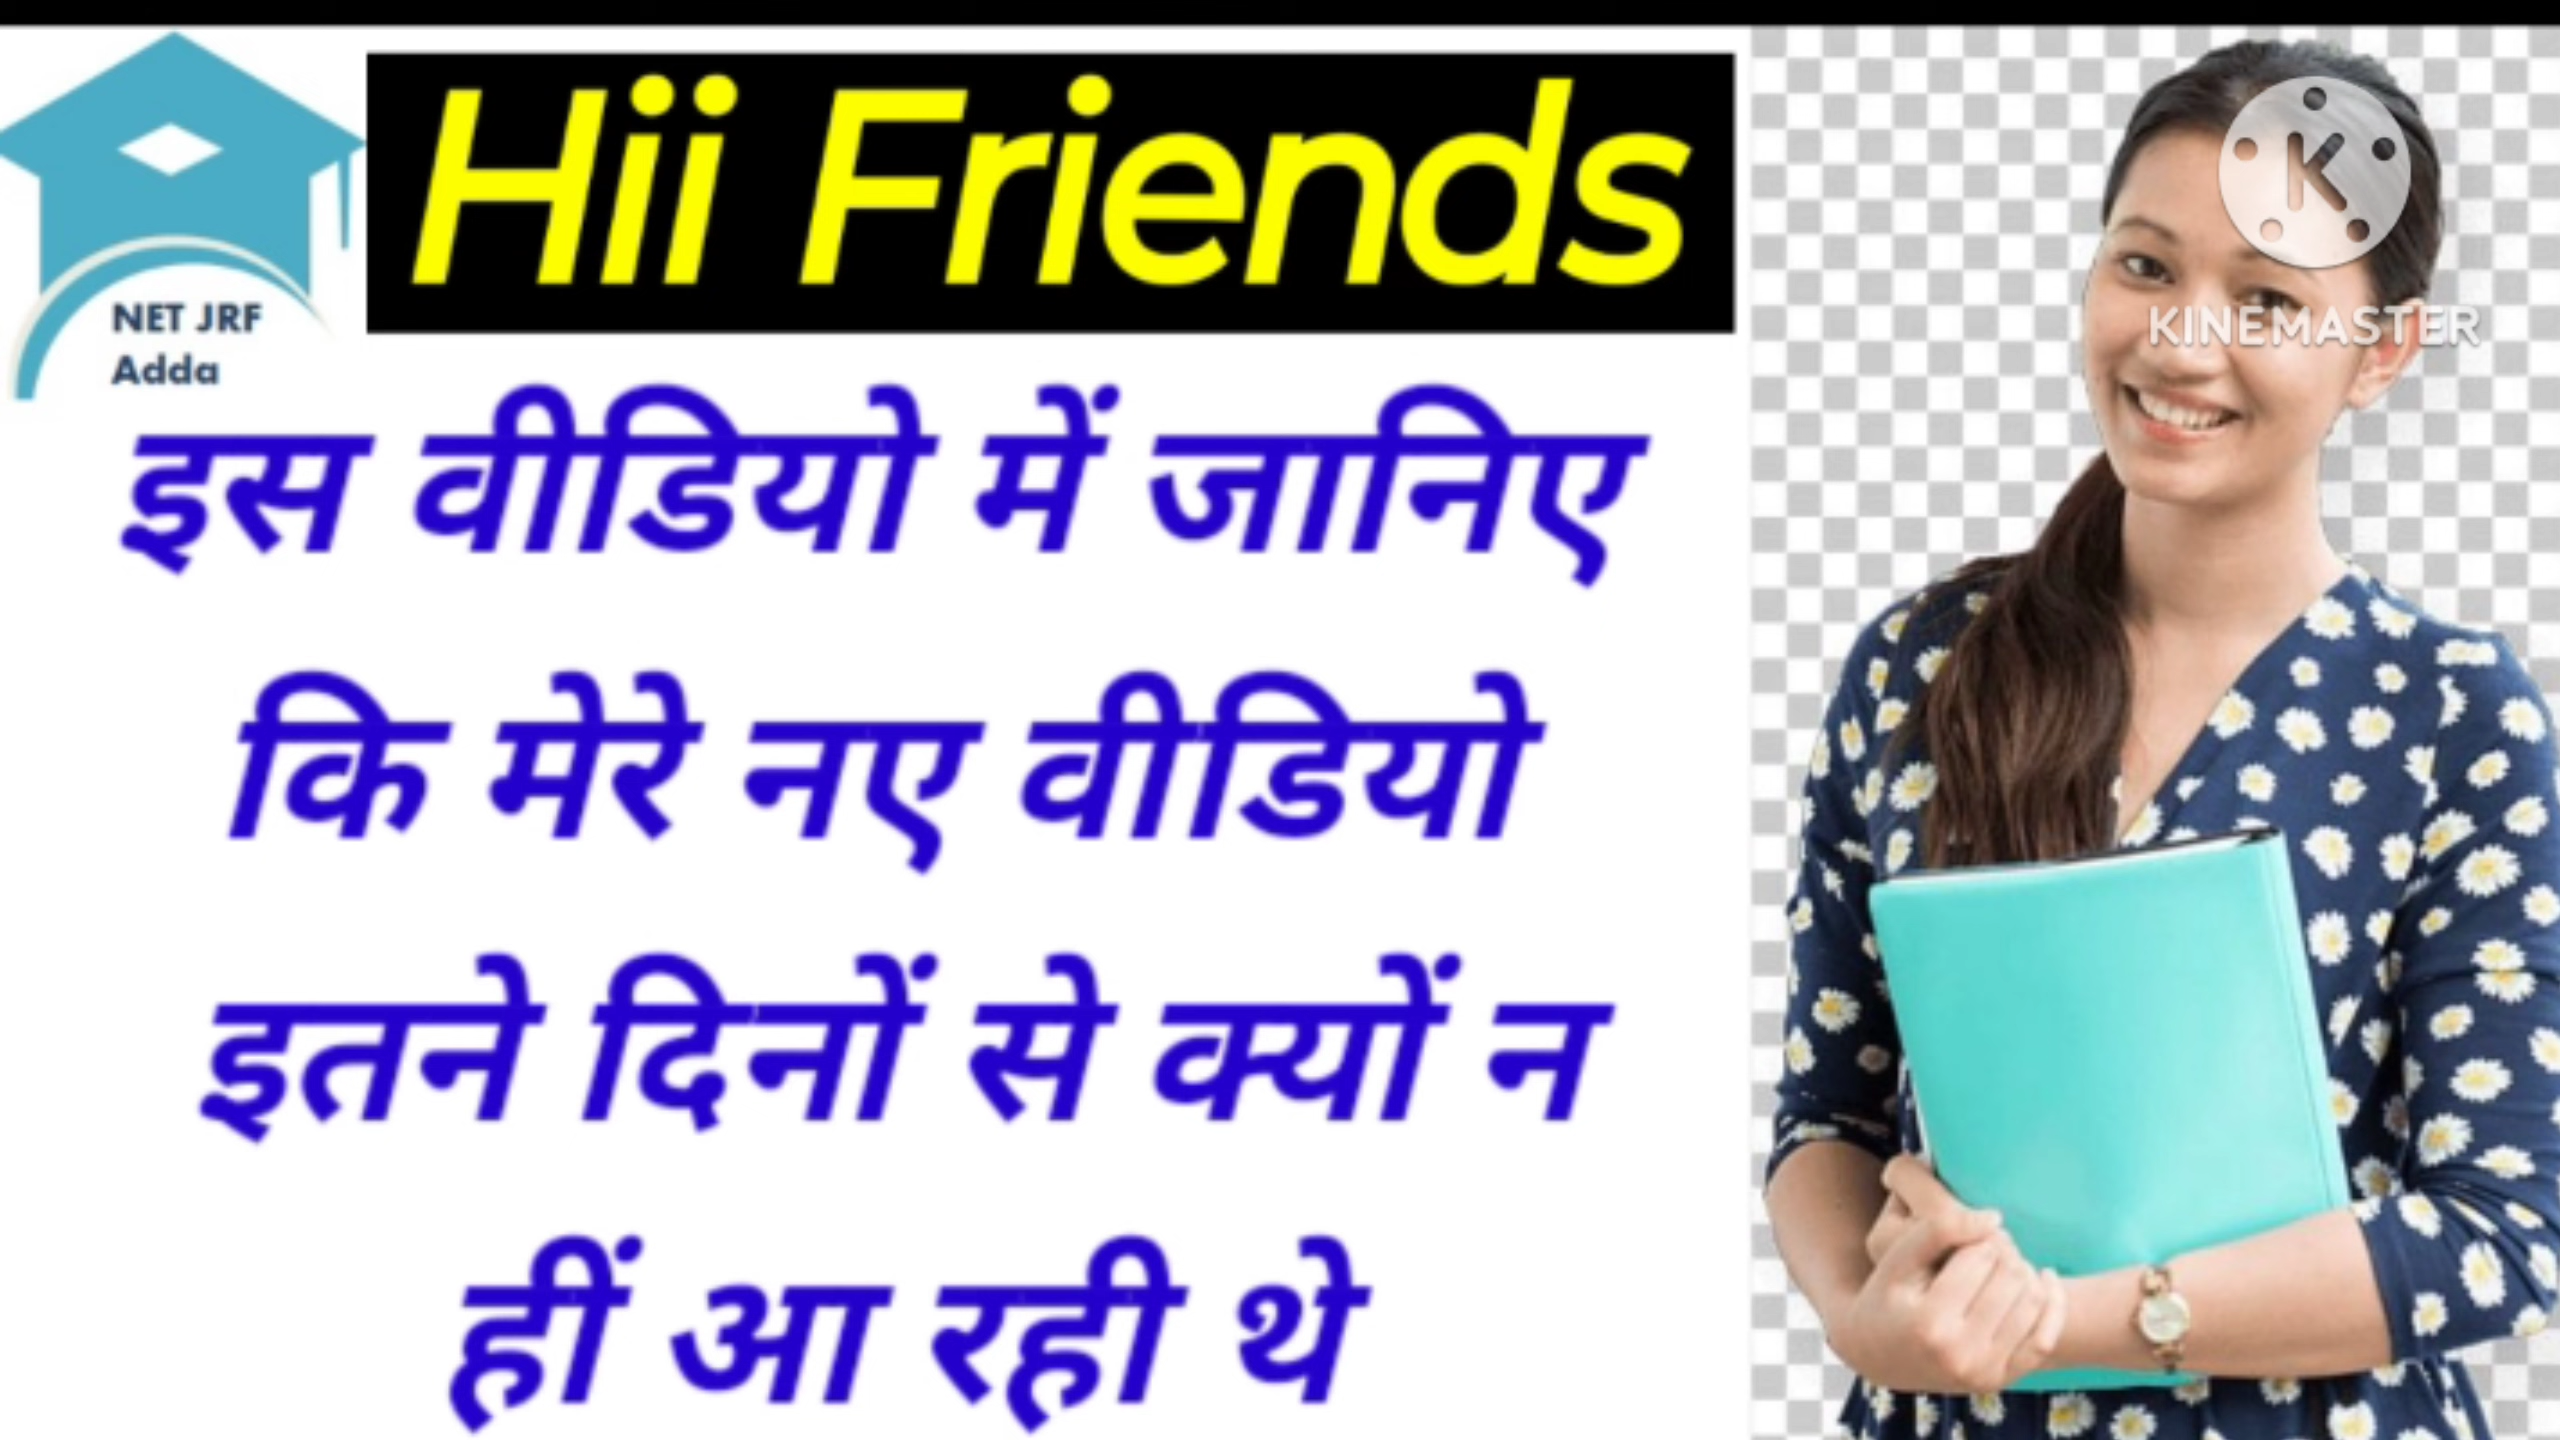 Hii Friends
NET JRF
Adda
KINEMASTER
इस वीडियो में जानिए
कि मेरे नए वीडियो
इतने दिनों से क्यों न
हीं आ रही थे